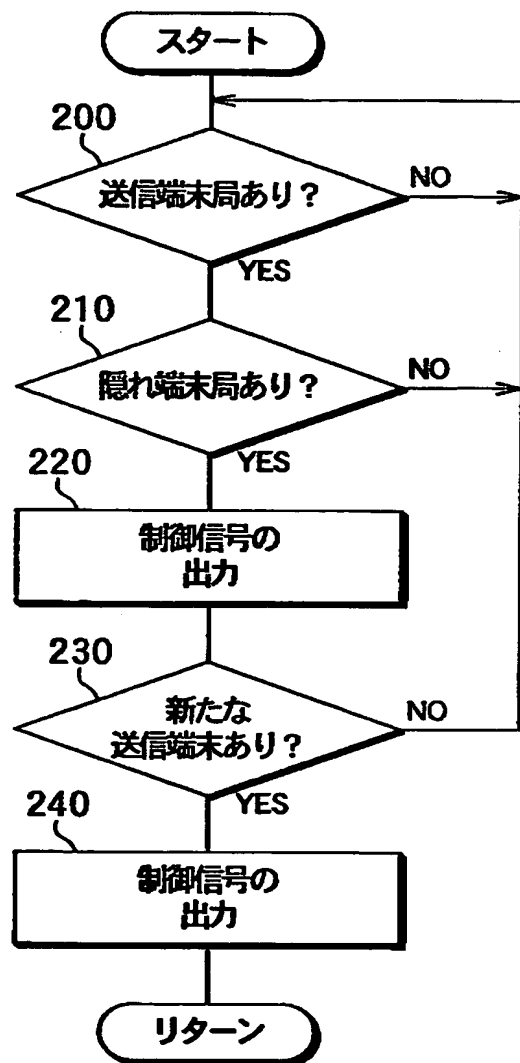 スタート
200
送信端末局あり？
NO
YES
210
隠れ端末局あり？
NO
YES
220
制御信号の
出力
230
新たな
送信端末あり？
NO
YES
240
制御信号の
出力
リターン